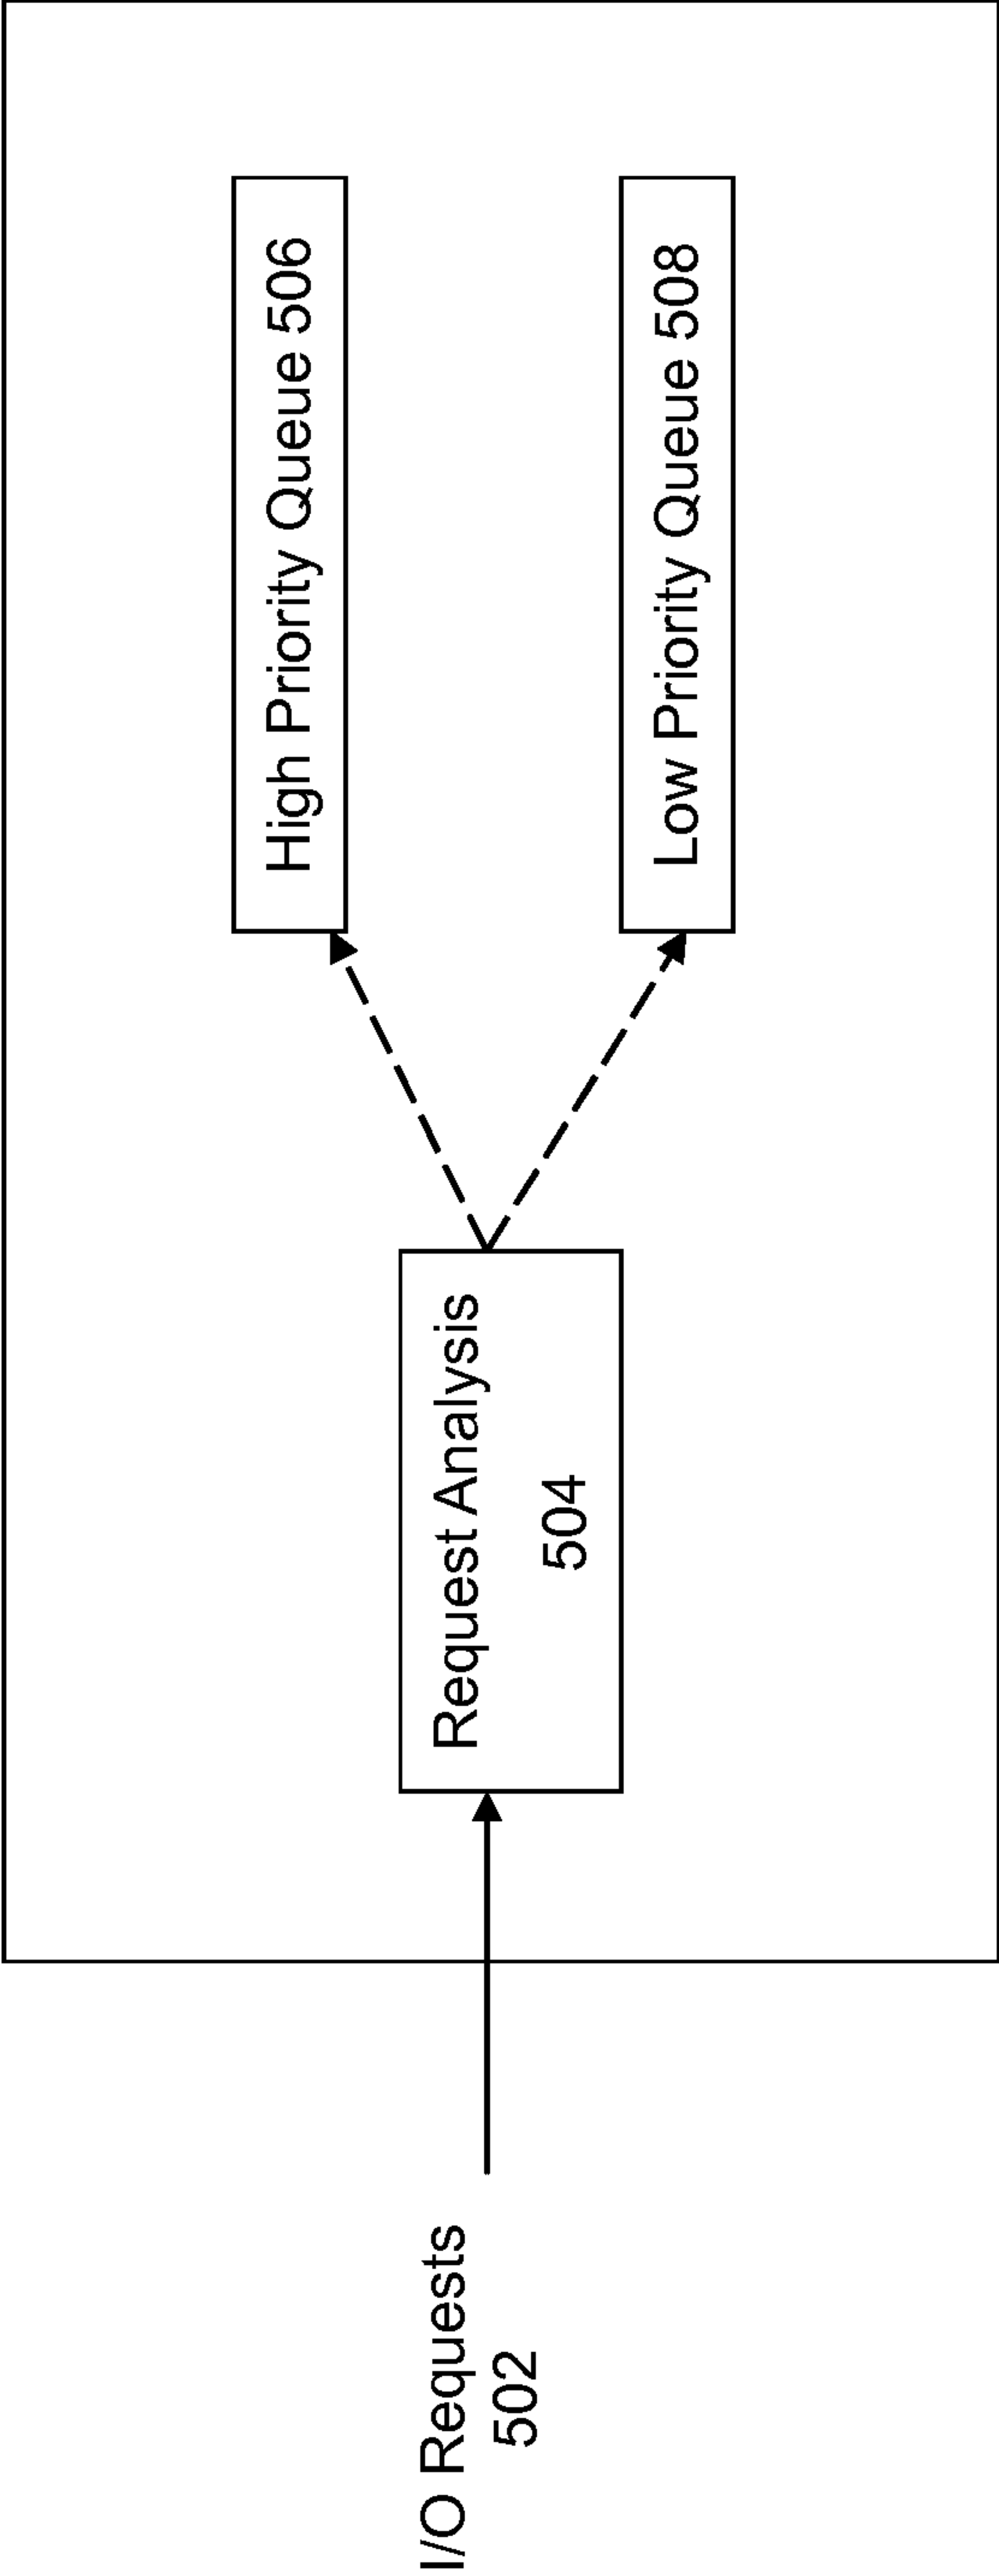 I/O Requests
502
Request Analysis
504
High Priority Queue 506
Low Priority Queue 508